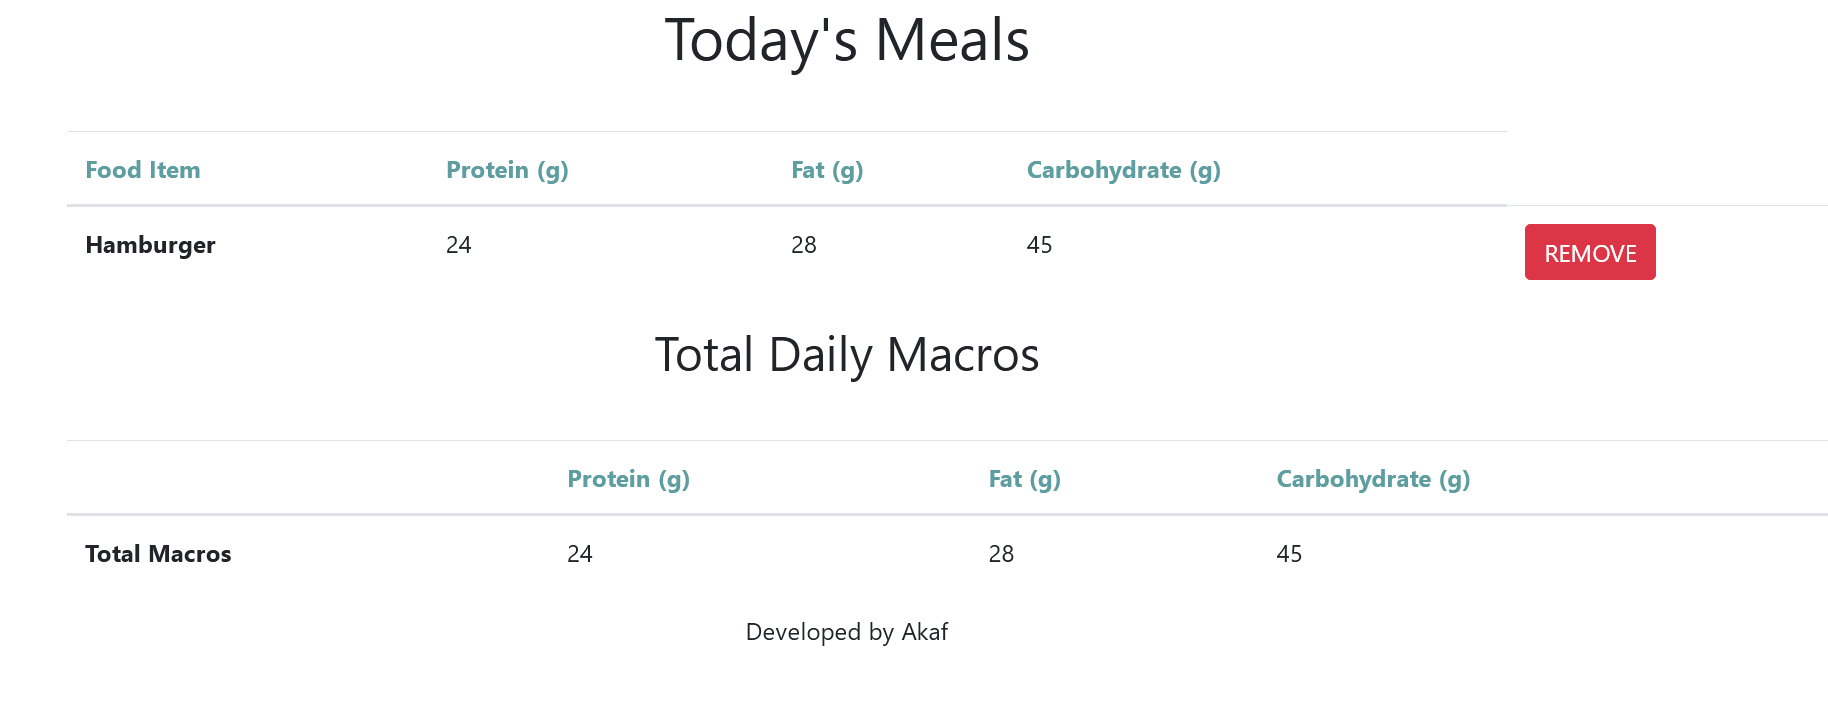 Today's Meals
Food Item Protein (g) Fat (g) Carbohydrate (g)
Hamburger 24 28 45 REMOVE
Total Daily Macros
Protein (g) Fat (g) Carbohydrate (g)
Total Macros 24 28 45
Developed by Akaf